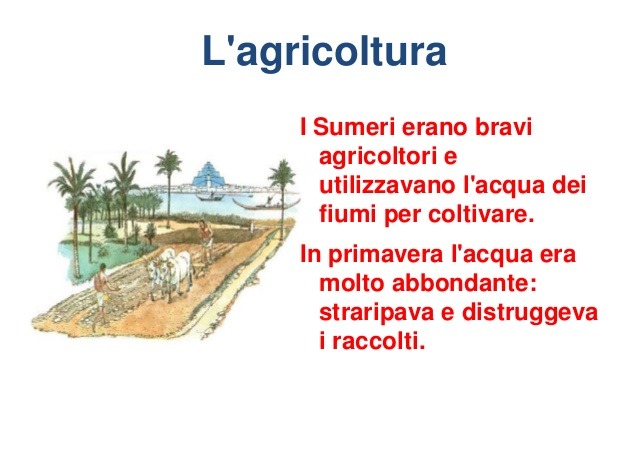 L'agricoltura
I Sumeri erano bravi
agricoltori e
utilizzavano l'acqua dei
fiumi per coltivare.
In primavera l'acqua era
molto abbondante:
straripava e distruggeva
i raccolti.